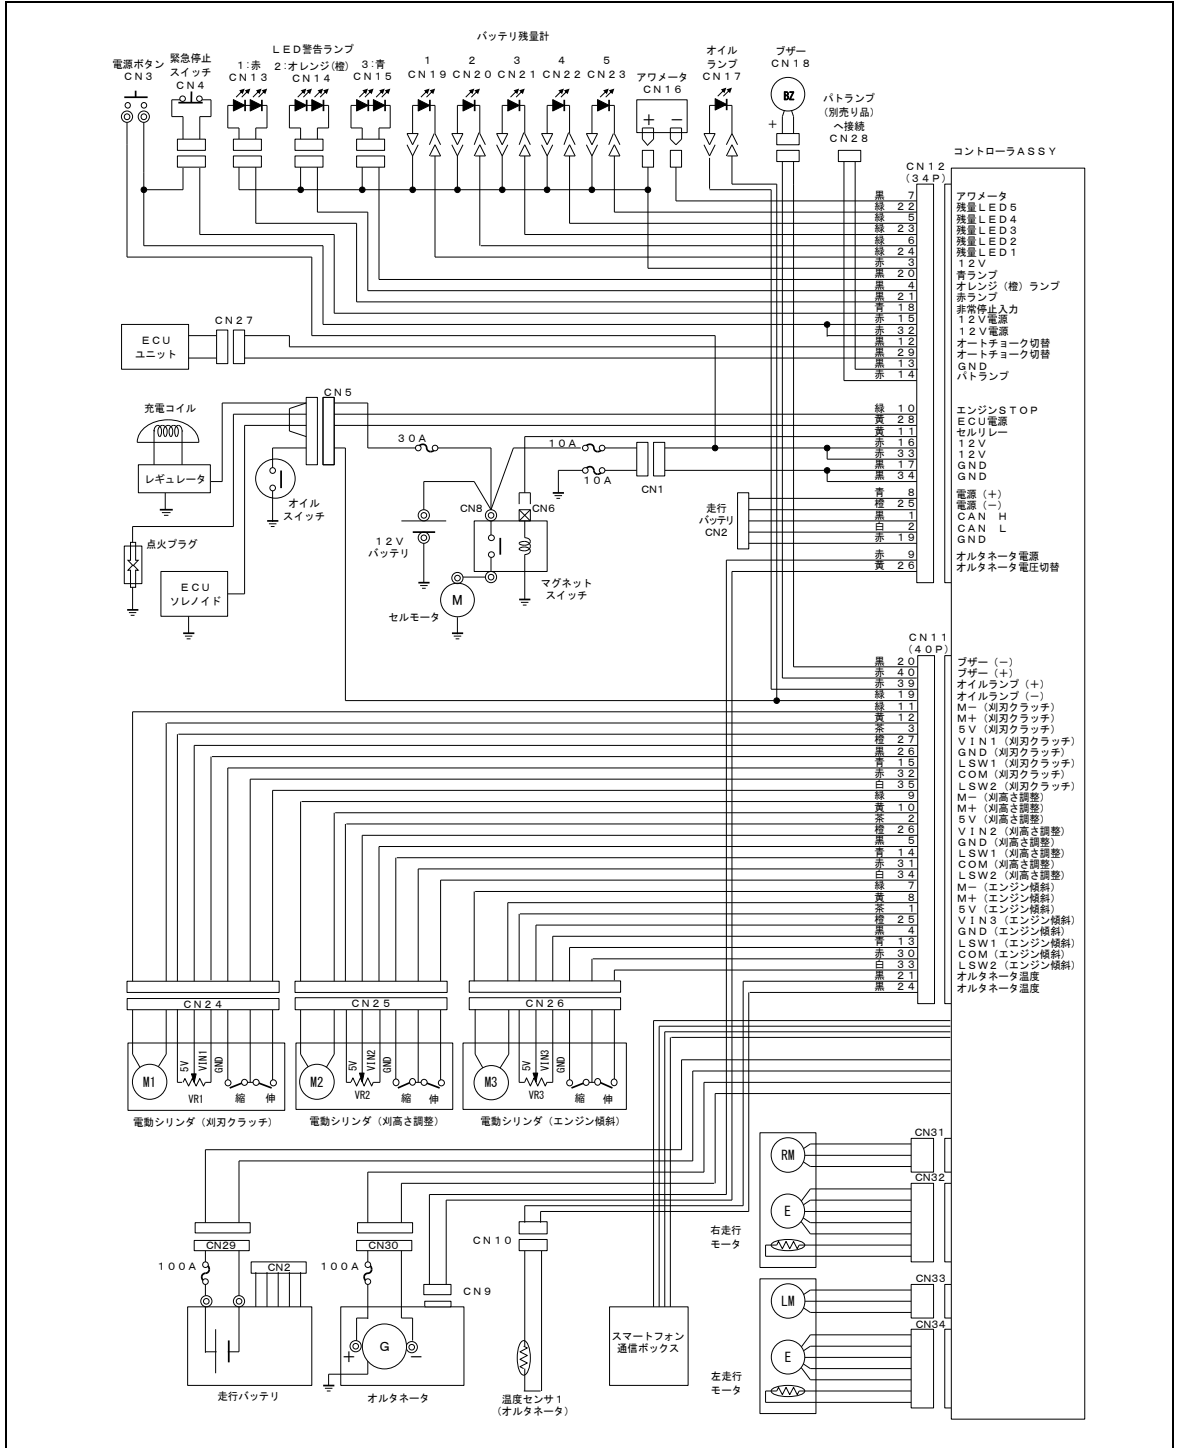 電源ボタン
CN3
緊急停止
スイッチ
CN4
LED警告ランプ
1:赤
CN13
2:オレンジ(橙)
CN14
3:青
CN15
バッテリ残量計
1
CN19
2
CN20
3
CN21
4
CN22
5
CN23
アワメータ
CN16
+
−
オイル
ランプ
CN17
ブザー
CN18
BZ
+
パトランプ
(別売り品)
へ接続
CN28
コントローラASSY
CN12
(34P)
黒 7 アワメータ
緑 22 残量LED5
緑 5 残量LED4
緑 23 残量LED3
緑 6 残量LED2
緑 24 残量LED1
赤 3 12V
黒 20 青ランプ
黒 4 オレンジ(橙)ランプ
黒 21 赤ランプ
青 18 非常停止入力
赤 15 12V電源
赤 32 12V電源
黒 12 オートチョーク切替
黒 29 オートチョーク切替
黒 13 GND
赤 14 パトランプ
緑 10 エンジンSTOP
黄 28 ECU電源
黄 11 セルリレー
赤 16 12V
赤 33 12V
黒 17 GND
黒 34 GND
青 8 電源(+)
橙 25 電源(−)
黒 1 CAN H
白 2 CAN L
赤 19 GND
赤 9 オルタネータ電源
黄 26 オルタネータ電圧切替
ECU
ユニット
CN27
充電コイル
レギュレータ
CN5
オイル
スイッチ
点火プラグ
ECU
ソレノイド
30A
10A
10A
CN1
CN8
CN6
12V
バッテリ
マグネット
スイッチ
M
セルモータ
走行
バッテリ
CN2
CN11
(40P)
黒 20 ブザー(−)
赤 40 ブザー(+)
赤 39 オイルランプ(+)
緑 19 オイルランプ(−)
緑 11 M−(刈刃クラッチ)
黄 12 M+(刈刃クラッチ)
茶 3 5V(刈刃クラッチ)
橙 27 VIN1(刈刃クラッチ)
黒 26 GND(刈刃クラッチ)
青 15 LSW1(刈刃クラッチ)
赤 32 COM(刈刃クラッチ)
白 35 LSW2(刈刃クラッチ)
緑 9 M−(刈高さ調整)
黄 10 M+(刈高さ調整)
茶 2 5V(刈高さ調整)
橙 26 VIN2(刈高さ調整)
黒 5 GND(刈高さ調整)
青 14 LSW1(刈高さ調整)
赤 31 COM(刈高さ調整)
白 34 LSW2(刈高さ調整)
緑 7 M−(エンジン傾斜)
黄 8 M+(エンジン傾斜)
茶 1 5V(エンジン傾斜)
橙 25 VIN3(エンジン傾斜)
黒 4 GND(エンジン傾斜)
青 13 LSW1(エンジン傾斜)
赤 30 COM(エンジン傾斜)
白 33 LSW2(エンジン傾斜)
黒 21 オルタネータ温度
黒 24 オルタネータ温度
CN24
CN25
CN26
M1
5V
VIN1
GND
VR1
縮
伸
M2
5V
VIN2
GND
VR2
縮
伸
M3
5V
VIN3
GND
VR3
縮
伸
電動シリンダ(刈刃クラッチ)
電動シリンダ(刈高さ調整)
電動シリンダ(エンジン傾斜)
CN31
RM
CN32
E
右走行
モータ
CN33
LM
CN34
E
左走行
モータ
CN29
100A
CN2
走行バッテリ
CN30
100A
CN9
G
+
−
オルタネータ
CN10
温度センサ1
(オルタネータ)
スマートフォン
通信ボックス